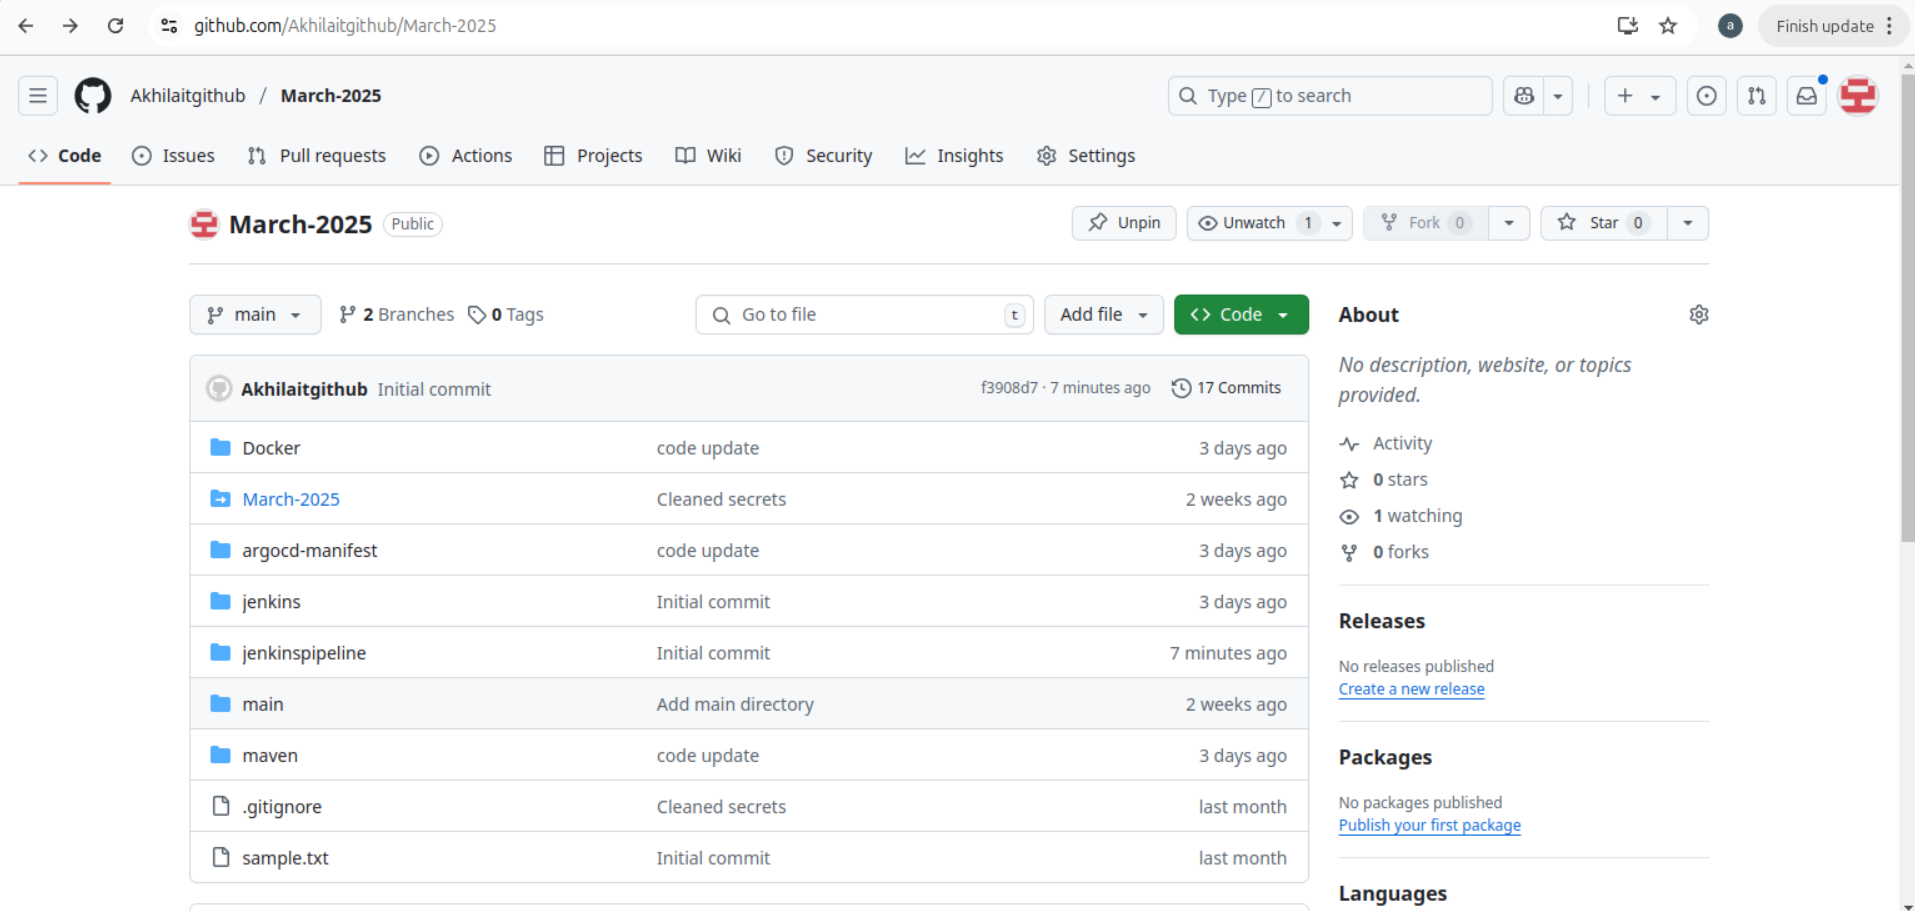 github.com/Akhilaitgithub/March-2025
a
Finish update
Akhilaitgithub / March-2025
Type / to search
Code
Issues
Pull requests
Actions
Projects
Wiki
Security
Insights
Settings
March-2025 Public
Unpin
Unwatch 1
Fork 0
Star 0
main
2 Branches
0 Tags
Go to file t
Add file
Code
Akhilaitgithub Initial commit f3908d7 · 7 minutes ago 17 Commits
Docker code update 3 days ago
March-2025 Cleaned secrets 2 weeks ago
argocd-manifest code update 3 days ago
jenkins Initial commit 3 days ago
jenkinspipeline Initial commit 7 minutes ago
main Add main directory 2 weeks ago
maven code update 3 days ago
.gitignore Cleaned secrets last month
sample.txt Initial commit last month
About
No description, website, or topics
provided.
Activity
0 stars
1 watching
0 forks
Releases
No releases published
Create a new release
Packages
No packages published
Publish your first package
Languages